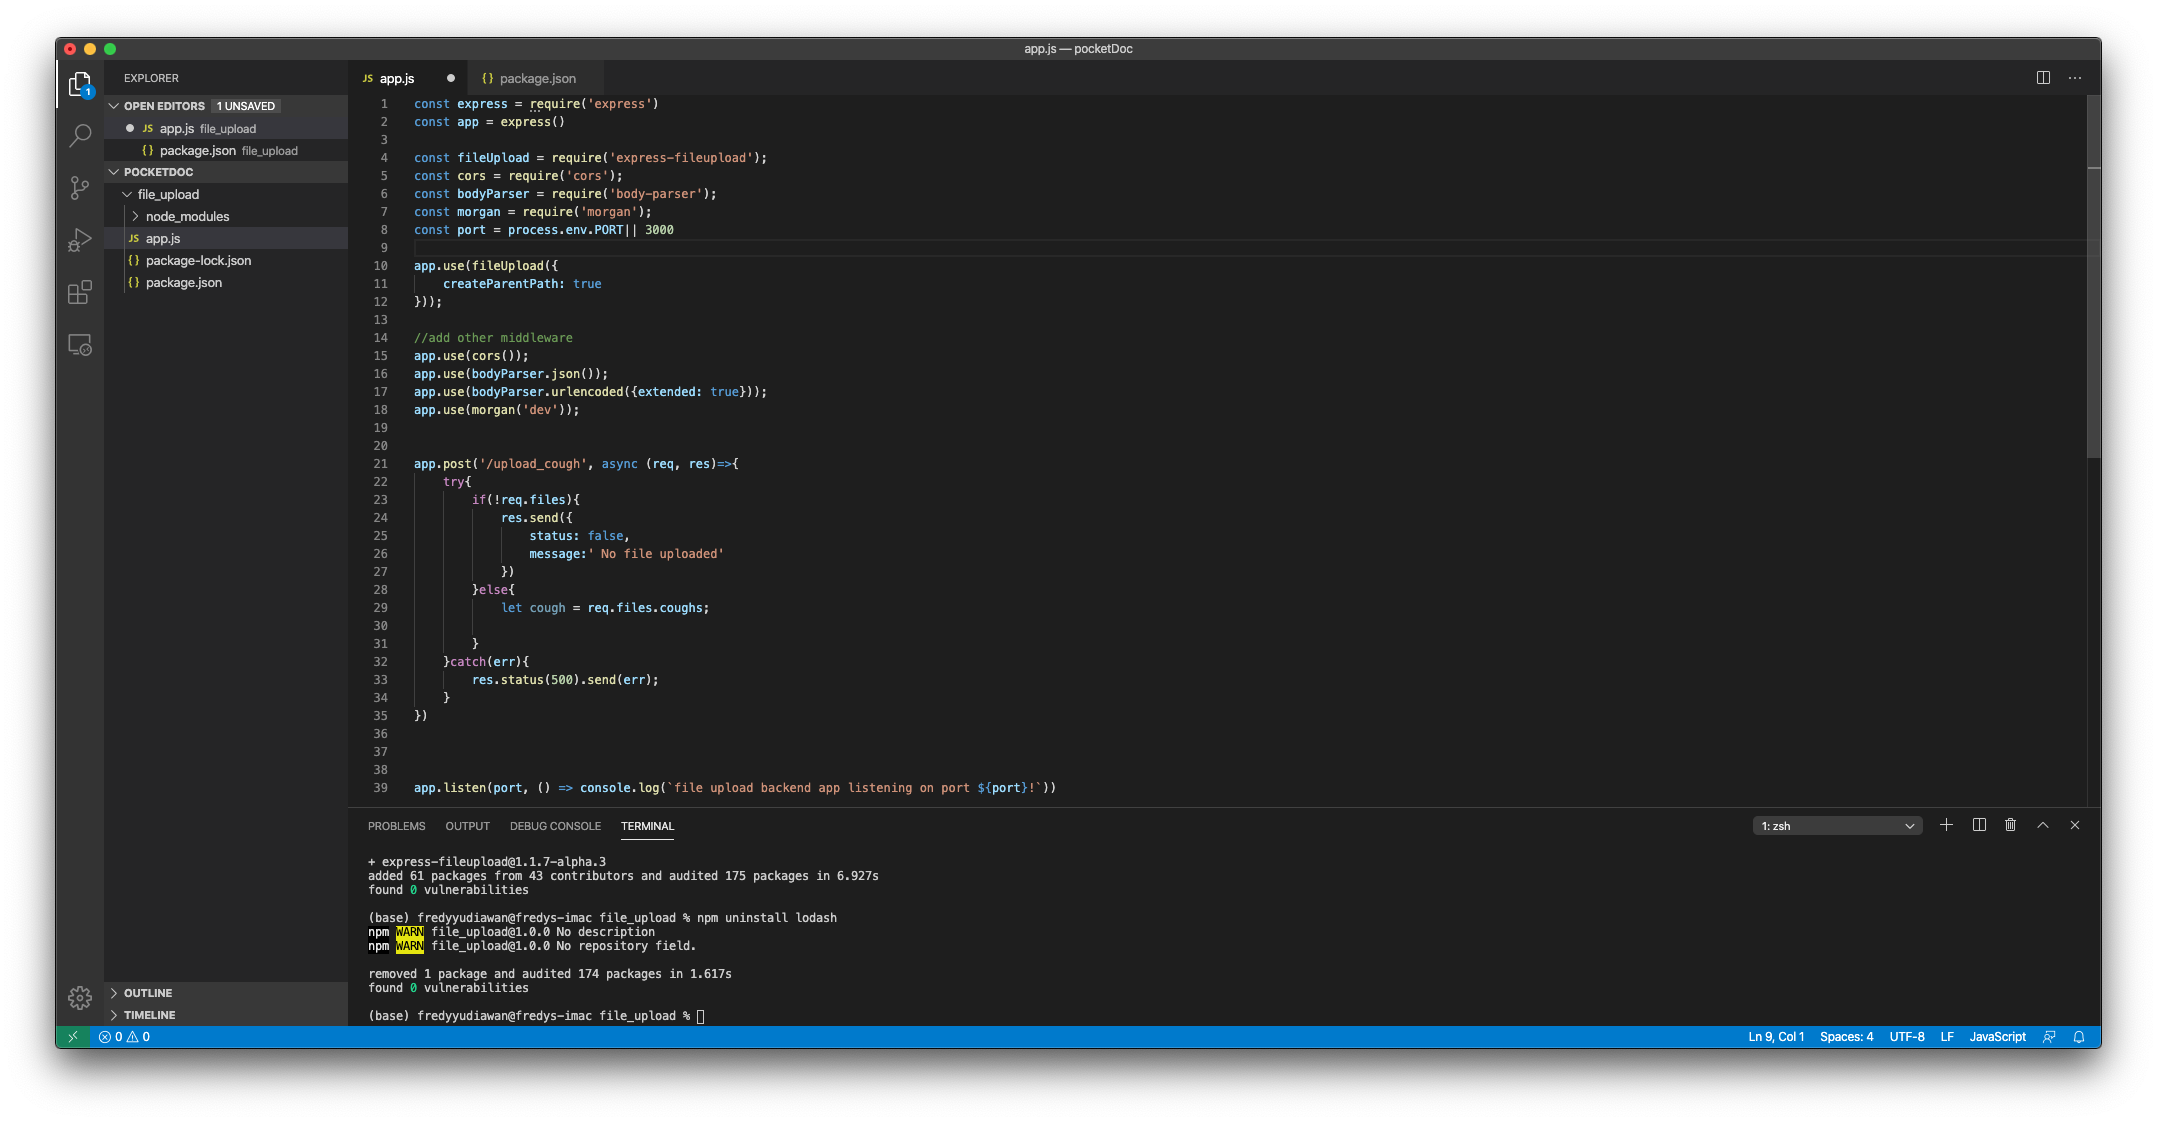 app.js — pocketDoc
EXPLORER
OPEN EDITORS 1 UNSAVED
JS app.js file_upload
{} package.json file_upload
POCKETDOC
file_upload
node_modules
JS app.js
{} package-lock.json
{} package.json
OUTLINE
TIMELINE
1
JS app.js
{} package.json
1 const express = require('express')
2 const app = express()
3
4 const fileUpload = require('express-fileupload');
5 const cors = require('cors');
6 const bodyParser = require('body-parser');
7 const morgan = require('morgan');
8 const port = process.env.PORT|| 3000
9
10 app.use(fileUpload({
11     createParentPath: true
12 }));
13
14 //add other middleware
15 app.use(cors());
16 app.use(bodyParser.json());
17 app.use(bodyParser.urlencoded({extended: true}));
18 app.use(morgan('dev'));
19
20
21 app.post('/upload_cough', async (req, res)=>{
22     try{
23         if(!req.files){
24             res.send({
25                 status: false,
26                 message:' No file uploaded'
27             })
28         }else{
29             let cough = req.files.coughs;
30
31         }
32     }catch(err){
33         res.status(500).send(err);
34     }
35 })
36
37
38
39 app.listen(port, () => console.log(`file upload backend app listening on port ${port}!`))
PROBLEMS OUTPUT DEBUG CONSOLE TERMINAL
1: zsh
+ express-fileupload@1.1.7-alpha.3
added 61 packages from 43 contributors and audited 175 packages in 6.927s
found 0 vulnerabilities
(base) fredyyudiawan@fredys-imac file_upload % npm uninstall lodash
npm WARN file_upload@1.0.0 No description
npm WARN file_upload@1.0.0 No repository field.
removed 1 package and audited 174 packages in 1.617s
found 0 vulnerabilities
(base) fredyyudiawan@fredys-imac file_upload %
0 0
Ln 9, Col 1 Spaces: 4 UTF-8 LF JavaScript